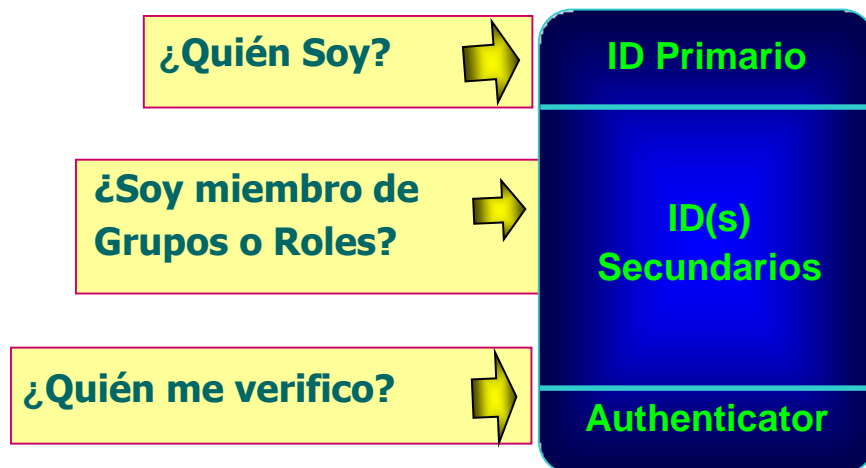 ¿Quién Soy?
ID Primario
¿Soy miembro de
Grupos o Roles?
ID(s)
Secundarios
¿Quién me verifico?
Authenticator